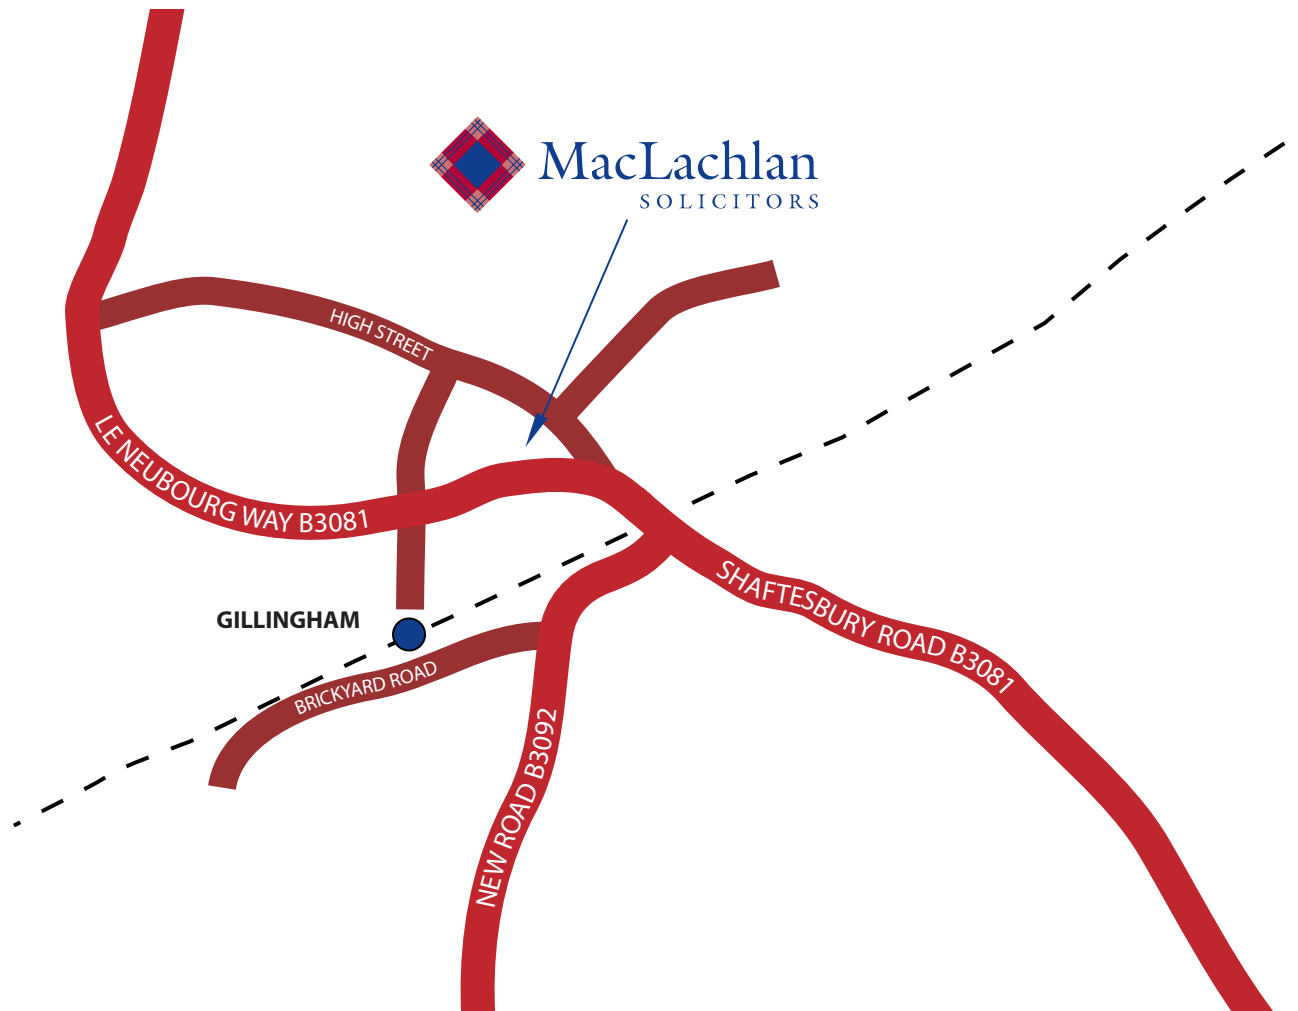 MacLachlan
SOLICITORS
HIGH STREET
LE NEUBOURG WAY B3081
SHAFTESBURY ROAD B3081
GILLINGHAM
BRICKYARD ROAD
NEW ROAD B3092